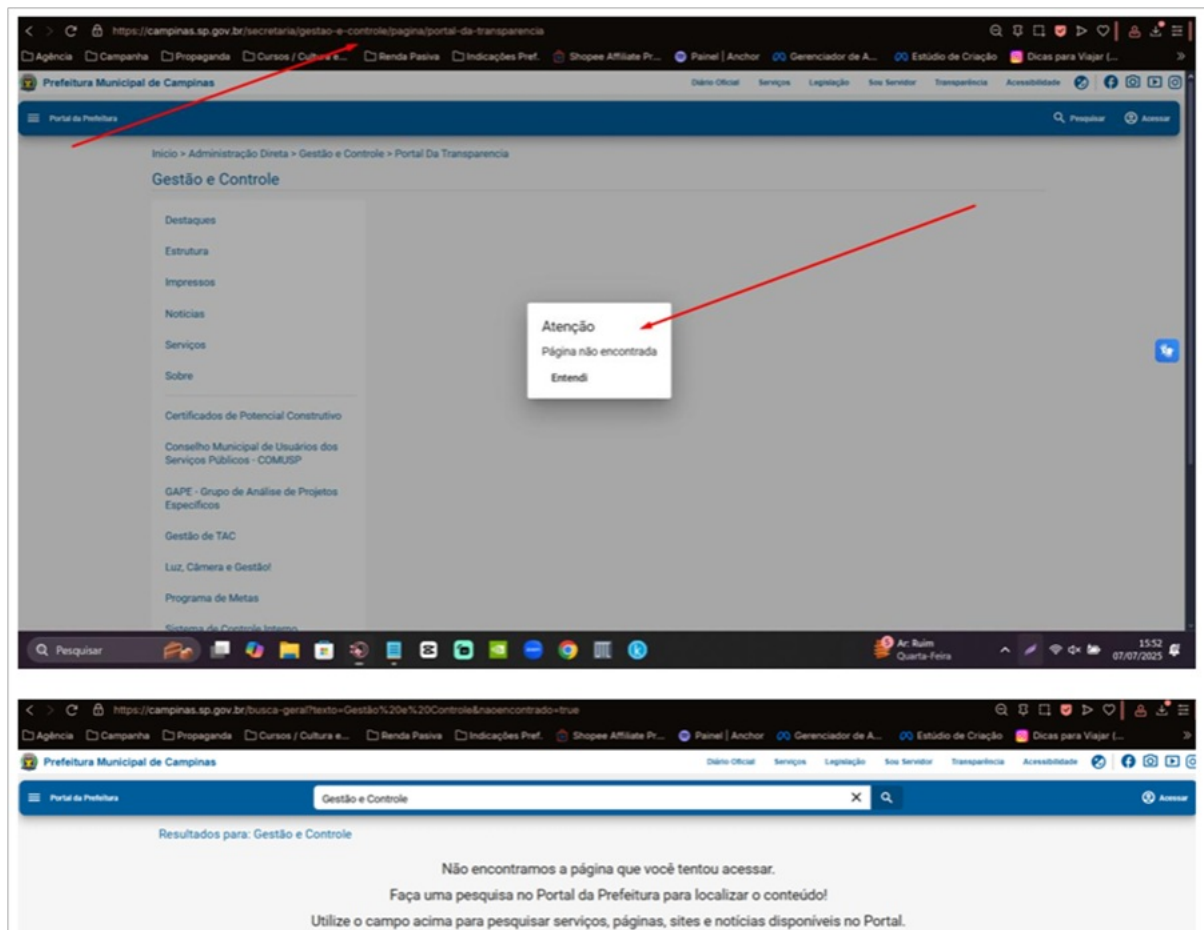 https://campinas.sp.gov.br/secretaria/gestao-e-controle/pagina/portal-da-transparencia
Agência Campanha Propaganda Cursos / Cultura e... Renda Pasiva Indicações Pref. Shopee Affiliate Pr... Painel | Anchor Gerenciador de A... Estúdio de Criação Dicas para Viajar (... »
Prefeitura Municipal de Campinas Diário Oficial Serviços Legislação Sou Servidor Transparência Acessibilidade
Portal da Prefeitura Pesquisar Acessar
Inicio > Administração Direta > Gestão e Controle > Portal Da Transparencia
Gestão e Controle
Destaques
Estrutura
Impressos
Notícias
Serviços
Sobre
Certificados de Potencial Construtivo
Conselho Municipal de Usuários dos
Serviços Públicos - COMUSP
GAPE - Grupo de Análise de Projetos
Específicos
Gestão de TAC
Luz, Câmera e Gestão!
Programa de Metas
Sistema de Controle Interno
Atenção
Página não encontrada
Entendi
Pesquisar
Ar: Ruim
Quarta-Feira
15:52
07/07/2025
https://campinas.sp.gov.br/busca-geral?texto=Gestão%20e%20Controle&naoencontrado=true
Agência Campanha Propaganda Cursos / Cultura e... Renda Pasiva Indicações Pref. Shopee Affiliate Pr... Painel | Anchor Gerenciador de A... Estúdio de Criação Dicas para Viajar (... »
Prefeitura Municipal de Campinas Diário Oficial Serviços Legislação Sou Servidor Transparência Acessibilidade
Portal da Prefeitura Gestão e Controle Acessar
Resultados para: Gestão e Controle
Não encontramos a página que você tentou acessar.
Faça uma pesquisa no Portal da Prefeitura para localizar o conteúdo!
Utilize o campo acima para pesquisar serviços, páginas, sites e notícias disponíveis no Portal.